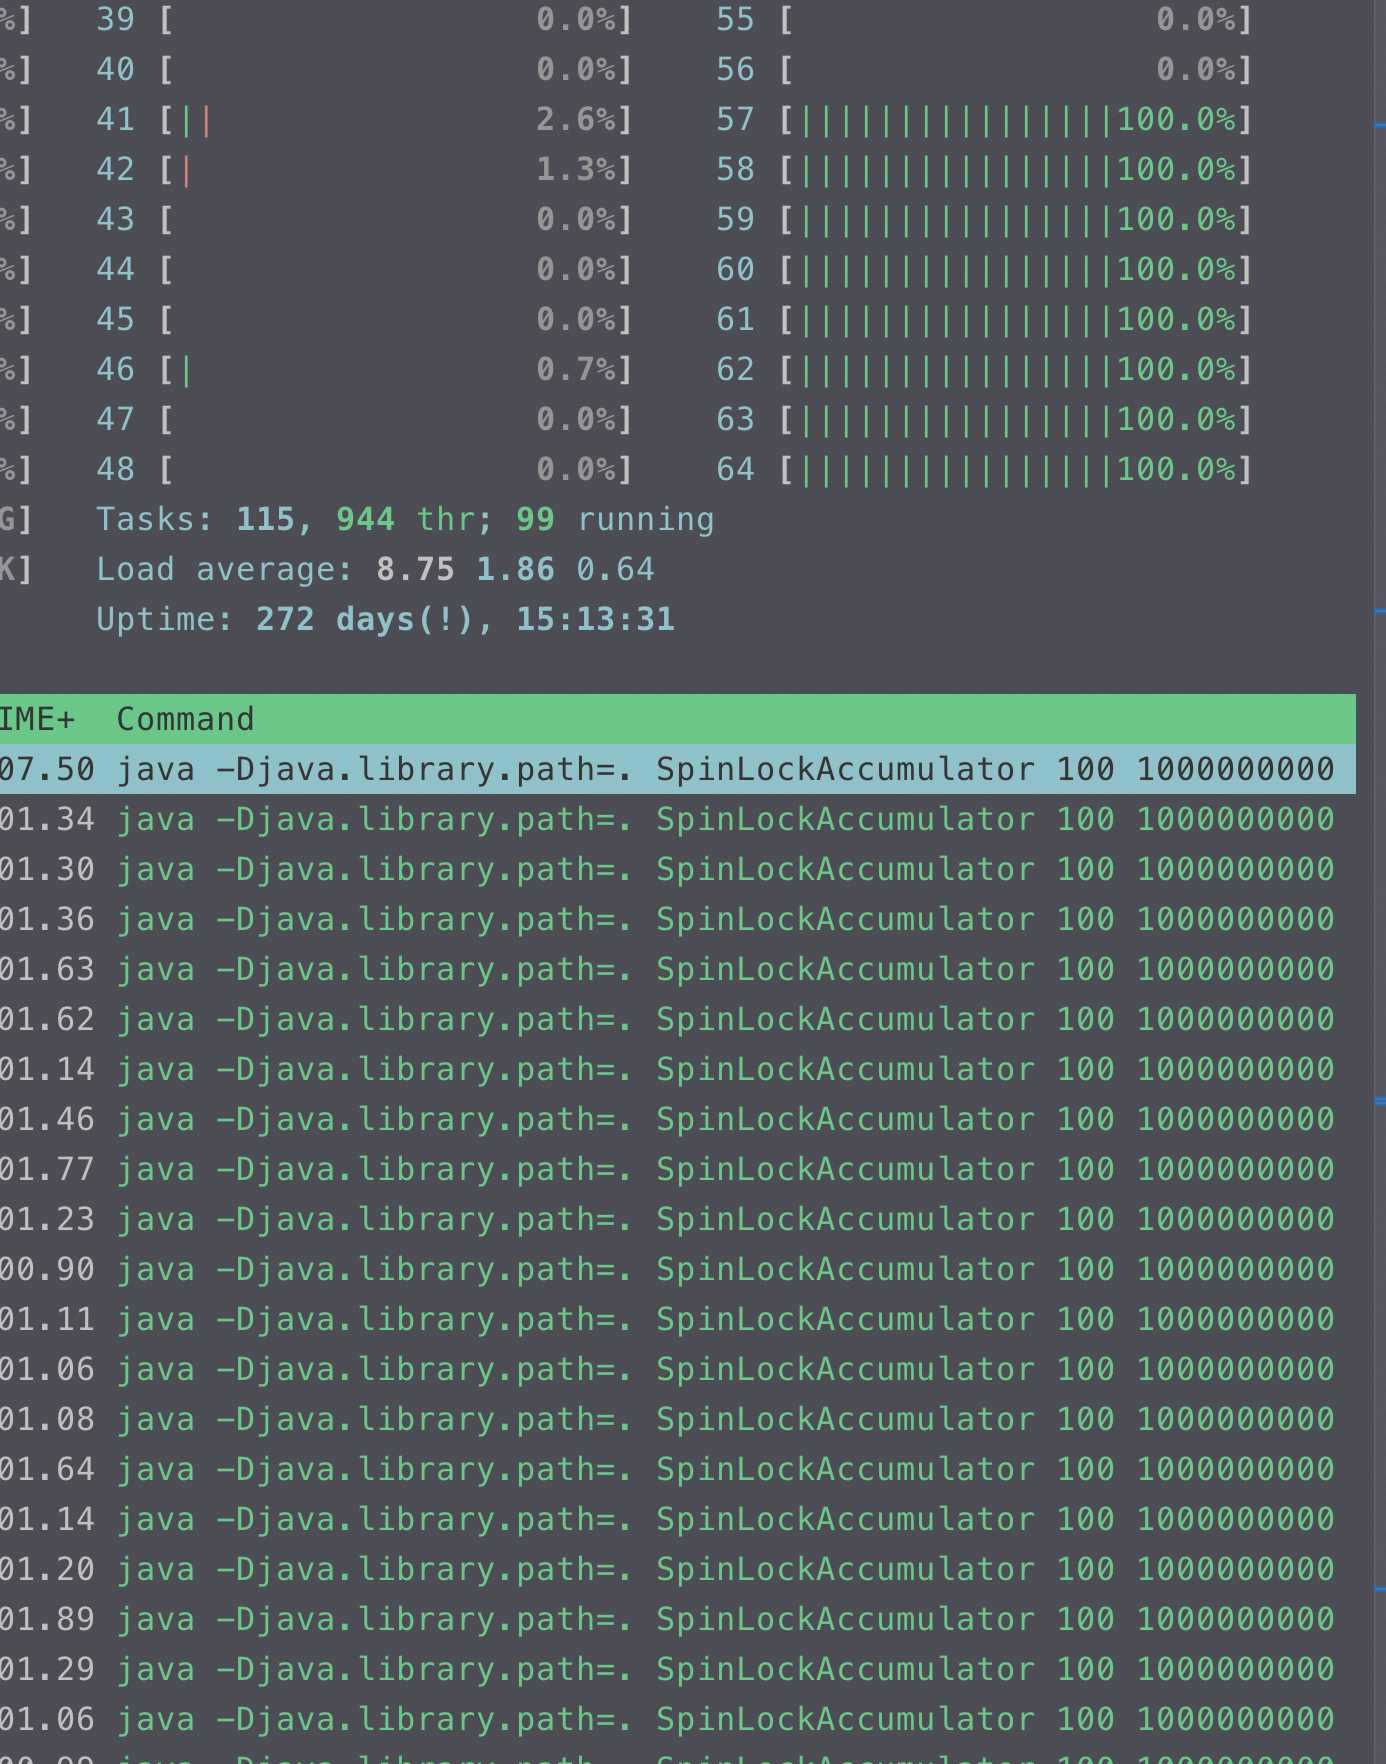 %] 39 [ 0.0%] 55 [ 0.0%]
%] 40 [ 0.0%] 56 [ 0.0%]
%] 41 [|| 2.6%] 57 [||||||||||||||||100.0%]
%] 42 [| 1.3%] 58 [||||||||||||||||100.0%]
%] 43 [ 0.0%] 59 [||||||||||||||||100.0%]
%] 44 [ 0.0%] 60 [||||||||||||||||100.0%]
%] 45 [ 0.0%] 61 [||||||||||||||||100.0%]
%] 46 [| 0.7%] 62 [||||||||||||||||100.0%]
%] 47 [ 0.0%] 63 [||||||||||||||||100.0%]
%] 48 [ 0.0%] 64 [||||||||||||||||100.0%]
G] Tasks: 115, 944 thr; 99 running
K] Load average: 8.75 1.86 0.64
Uptime: 272 days(!), 15:13:31
IME+ Command
07.50 java -Djava.library.path=. SpinLockAccumulator 100 1000000000
01.34 java -Djava.library.path=. SpinLockAccumulator 100 1000000000
01.30 java -Djava.library.path=. SpinLockAccumulator 100 1000000000
01.36 java -Djava.library.path=. SpinLockAccumulator 100 1000000000
01.63 java -Djava.library.path=. SpinLockAccumulator 100 1000000000
01.62 java -Djava.library.path=. SpinLockAccumulator 100 1000000000
01.14 java -Djava.library.path=. SpinLockAccumulator 100 1000000000
01.46 java -Djava.library.path=. SpinLockAccumulator 100 1000000000
01.77 java -Djava.library.path=. SpinLockAccumulator 100 1000000000
01.23 java -Djava.library.path=. SpinLockAccumulator 100 1000000000
00.90 java -Djava.library.path=. SpinLockAccumulator 100 1000000000
01.11 java -Djava.library.path=. SpinLockAccumulator 100 1000000000
01.06 java -Djava.library.path=. SpinLockAccumulator 100 1000000000
01.08 java -Djava.library.path=. SpinLockAccumulator 100 1000000000
01.64 java -Djava.library.path=. SpinLockAccumulator 100 1000000000
01.14 java -Djava.library.path=. SpinLockAccumulator 100 1000000000
01.20 java -Djava.library.path=. SpinLockAccumulator 100 1000000000
01.89 java -Djava.library.path=. SpinLockAccumulator 100 1000000000
01.29 java -Djava.library.path=. SpinLockAccumulator 100 1000000000
01.06 java -Djava.library.path=. SpinLockAccumulator 100 1000000000